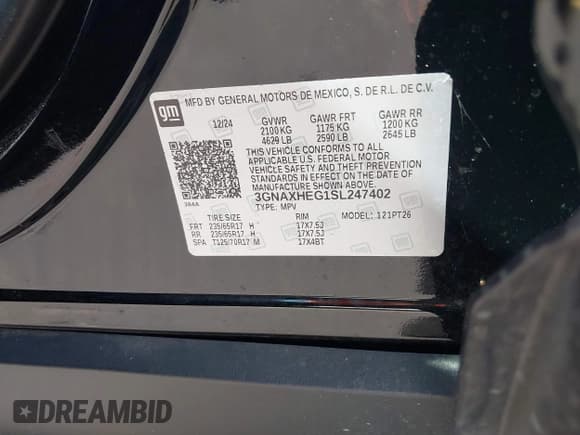 MFD BY GENERAL MOTORS DE MEXICO, S. DE R.L. DE C.V.
gm
12/24 GVWR GAWR FRT GAWR RR
2100 KG 1175 KG 1200 KG
4629 LB 2590 LB 2645 LB
THIS VEHICLE CONFORMS TO ALL
APPLICABLE U.S. FEDERAL MOTOR
VEHICLE SAFETY AND THEFT PREVENTION
STANDARDS IN EFFECT ON THE DATE OF
MANUFACTURE SHOWN ABOVE.
3GNAXHEG1SL247402
TYPE: MPV MODEL: 121PT26
TIRE SIZE RIM
FRT 235/65R17 H 17X7.5J
RR 235/65R17 H 17X7.5J
SPA T125/70R17 M 17X4BT
DREAMBID